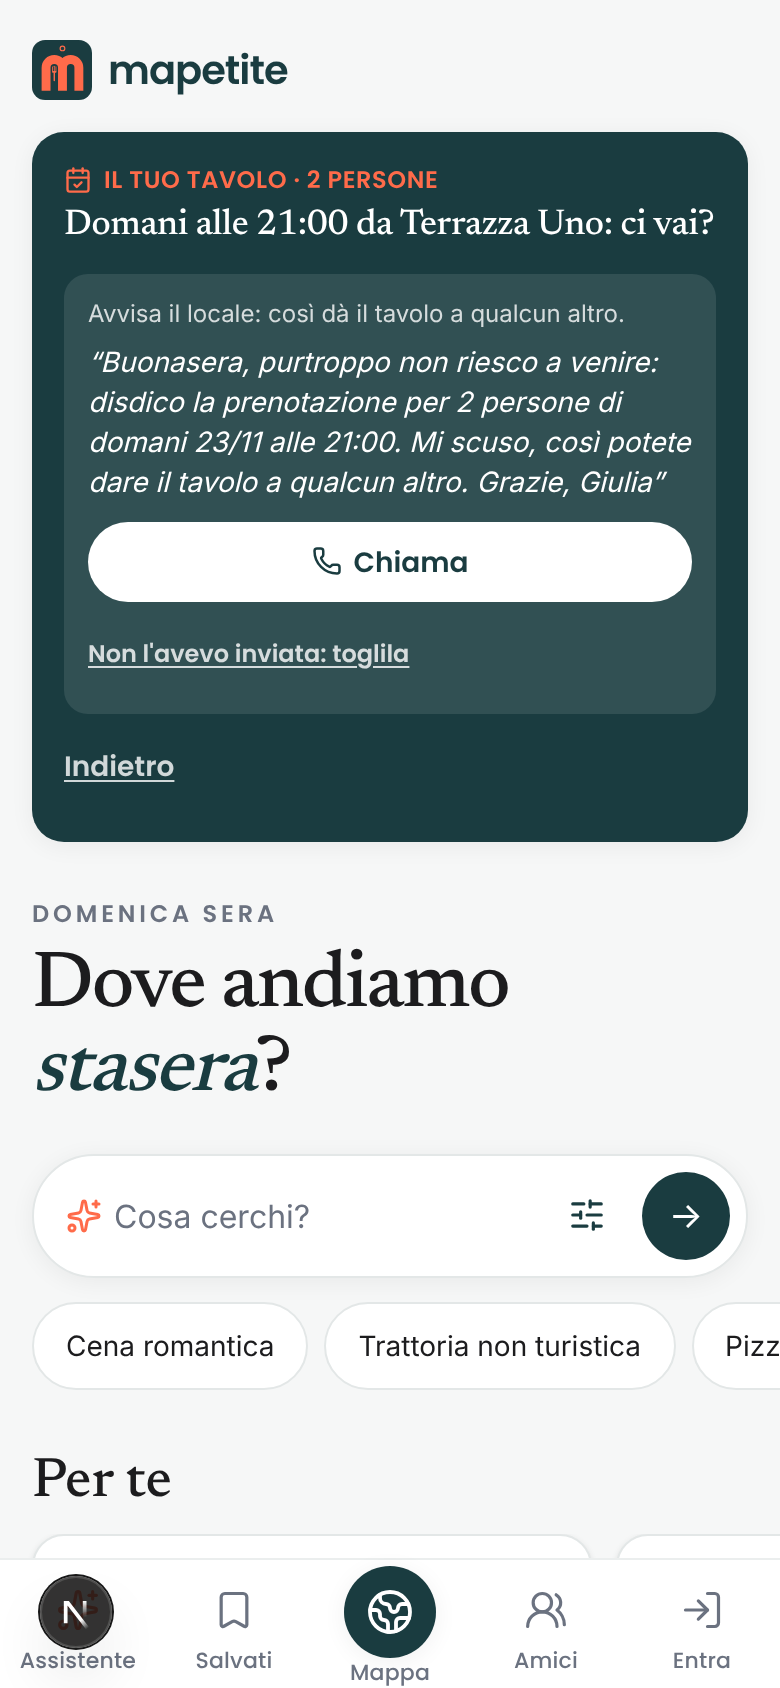 mapetite
IL TUO TAVOLO · 2 PERSONE
Domani alle 21:00 da Terrazza Uno: ci vai?
Avvisa il locale: così dà il tavolo a qualcun altro.
“Buonasera, purtroppo non riesco a venire:
disdico la prenotazione per 2 persone di
domani 23/11 alle 21:00. Mi scuso, così potete
dare il tavolo a qualcun altro. Grazie, Giulia”
Chiama
Non l'avevo inviata: toglila
Indietro
DOMENICA SERA
Dove andiamo
stasera?
Cosa cerchi?
Cena romantica
Trattoria non turistica
Pizz
Per te
N
Assistente
Salvati
Mappa
Amici
Entra